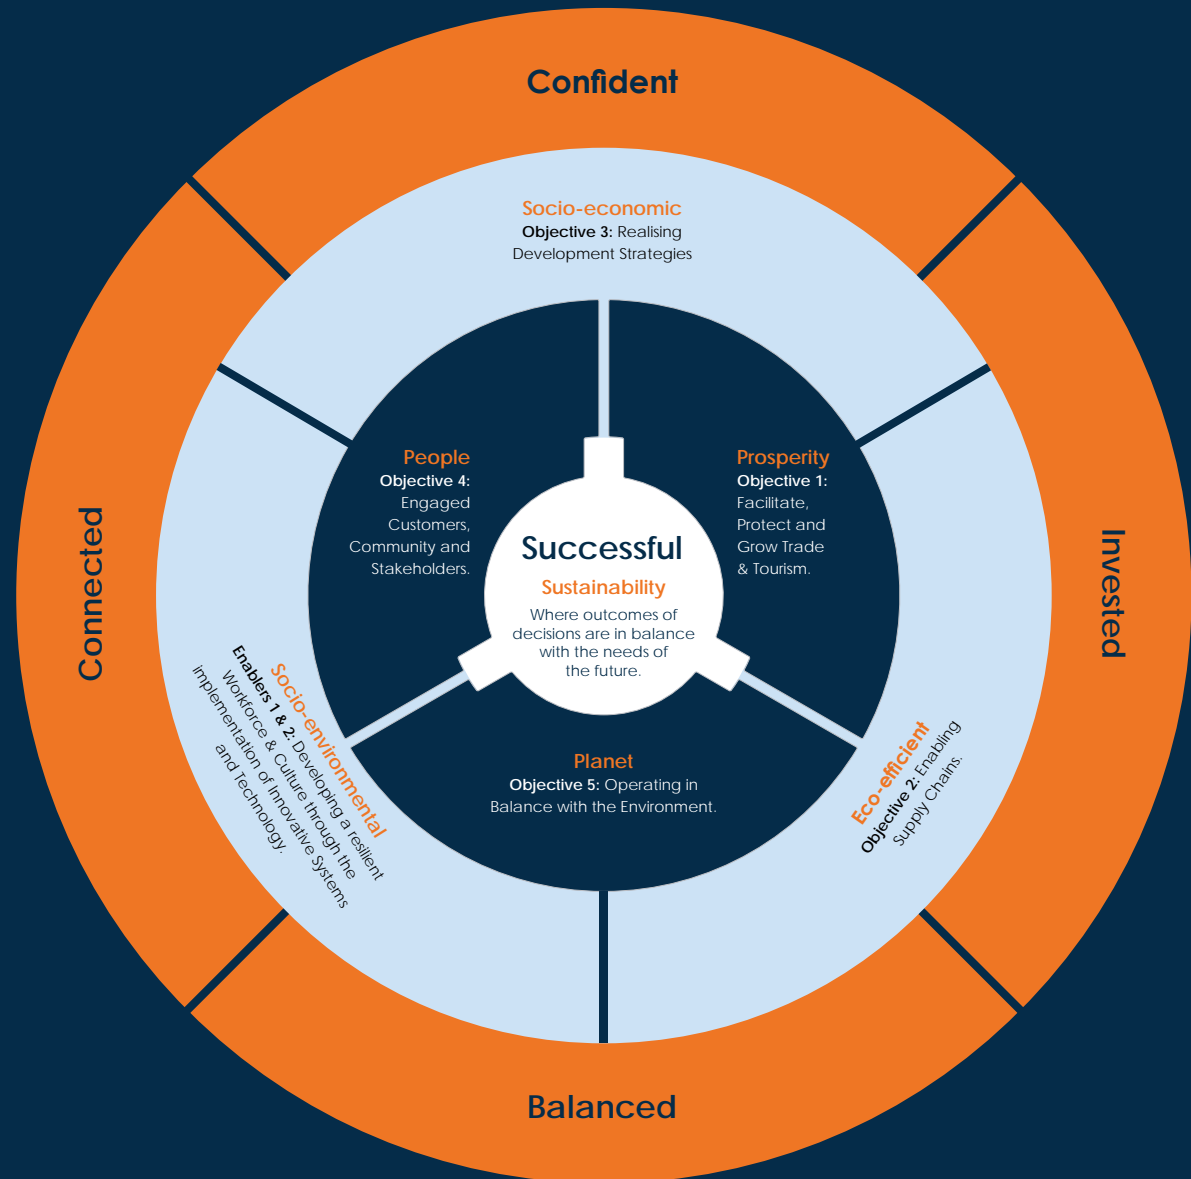 Confident
Socio-economic
Objective 3: Realising
Development Strategies
People
Objective 4:
Engaged
Customers,
Community and
Stakeholders.
Prosperity
Objective 1:
Facilitate,
Protect and
Grow Trade
& Tourism.
Successful
Sustainability
Where outcomes of
decisions are in balance
with the needs of
the future.
Connected
Invested
Socio-environmental
Enablers 1 & 2: Developing a resilient
Workforce & Culture through the
implementation of Innovative Systems
and Technology.
Planet
Objective 5: Operating in
Balance with the Environment.
Eco-efficient
Objective 2: Enabling
Supply Chains.
Balanced